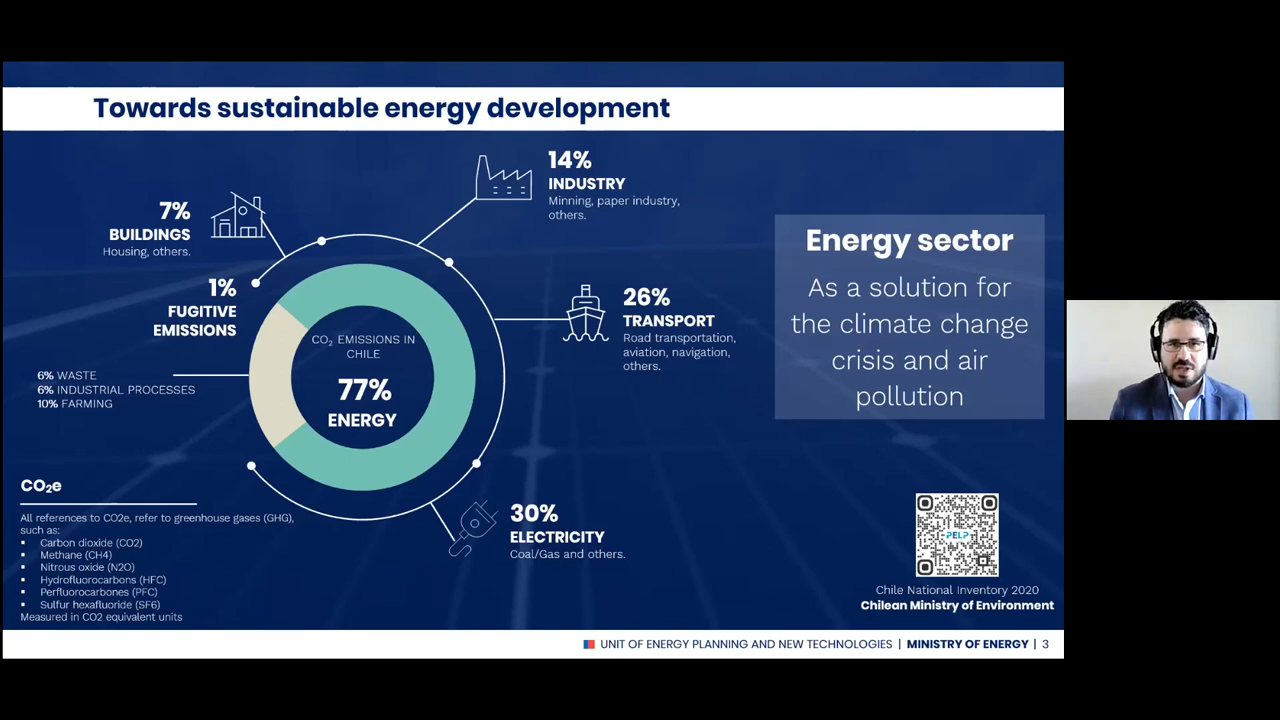 Towards sustainable energy development
14%
INDUSTRY
Minning, paper industry,
others.
7%
BUILDINGS
Housing, others.
1%
FUGITIVE
EMISSIONS
26%
TRANSPORT
Road transportation,
aviation, navigation,
others.
CO₂ EMISSIONS IN
CHILE
77%
ENERGY
6% WASTE
6% INDUSTRIAL PROCESSES
10% FARMING
30%
ELECTRICITY
Coal/Gas and others.
Energy sector
As a solution for
the climate change
crisis and air
pollution
CO₂e
All references to CO2e, refer to greenhouse gases (GHG),
such as:
▪ Carbon dioxide (CO2)
▪ Methane (CH4)
▪ Nitrous oxide (N2O)
▪ Hydrofluorocarbons (HFC)
▪ Perfluorocarbones (PFC)
▪ Sulfur hexafluoride (SF6)
Measured in CO2 equivalent units
PELP
Chile National Inventory 2020
Chilean Ministry of Environment
UNIT OF ENERGY PLANNING AND NEW TECHNOLOGIES | MINISTRY OF ENERGY | 3